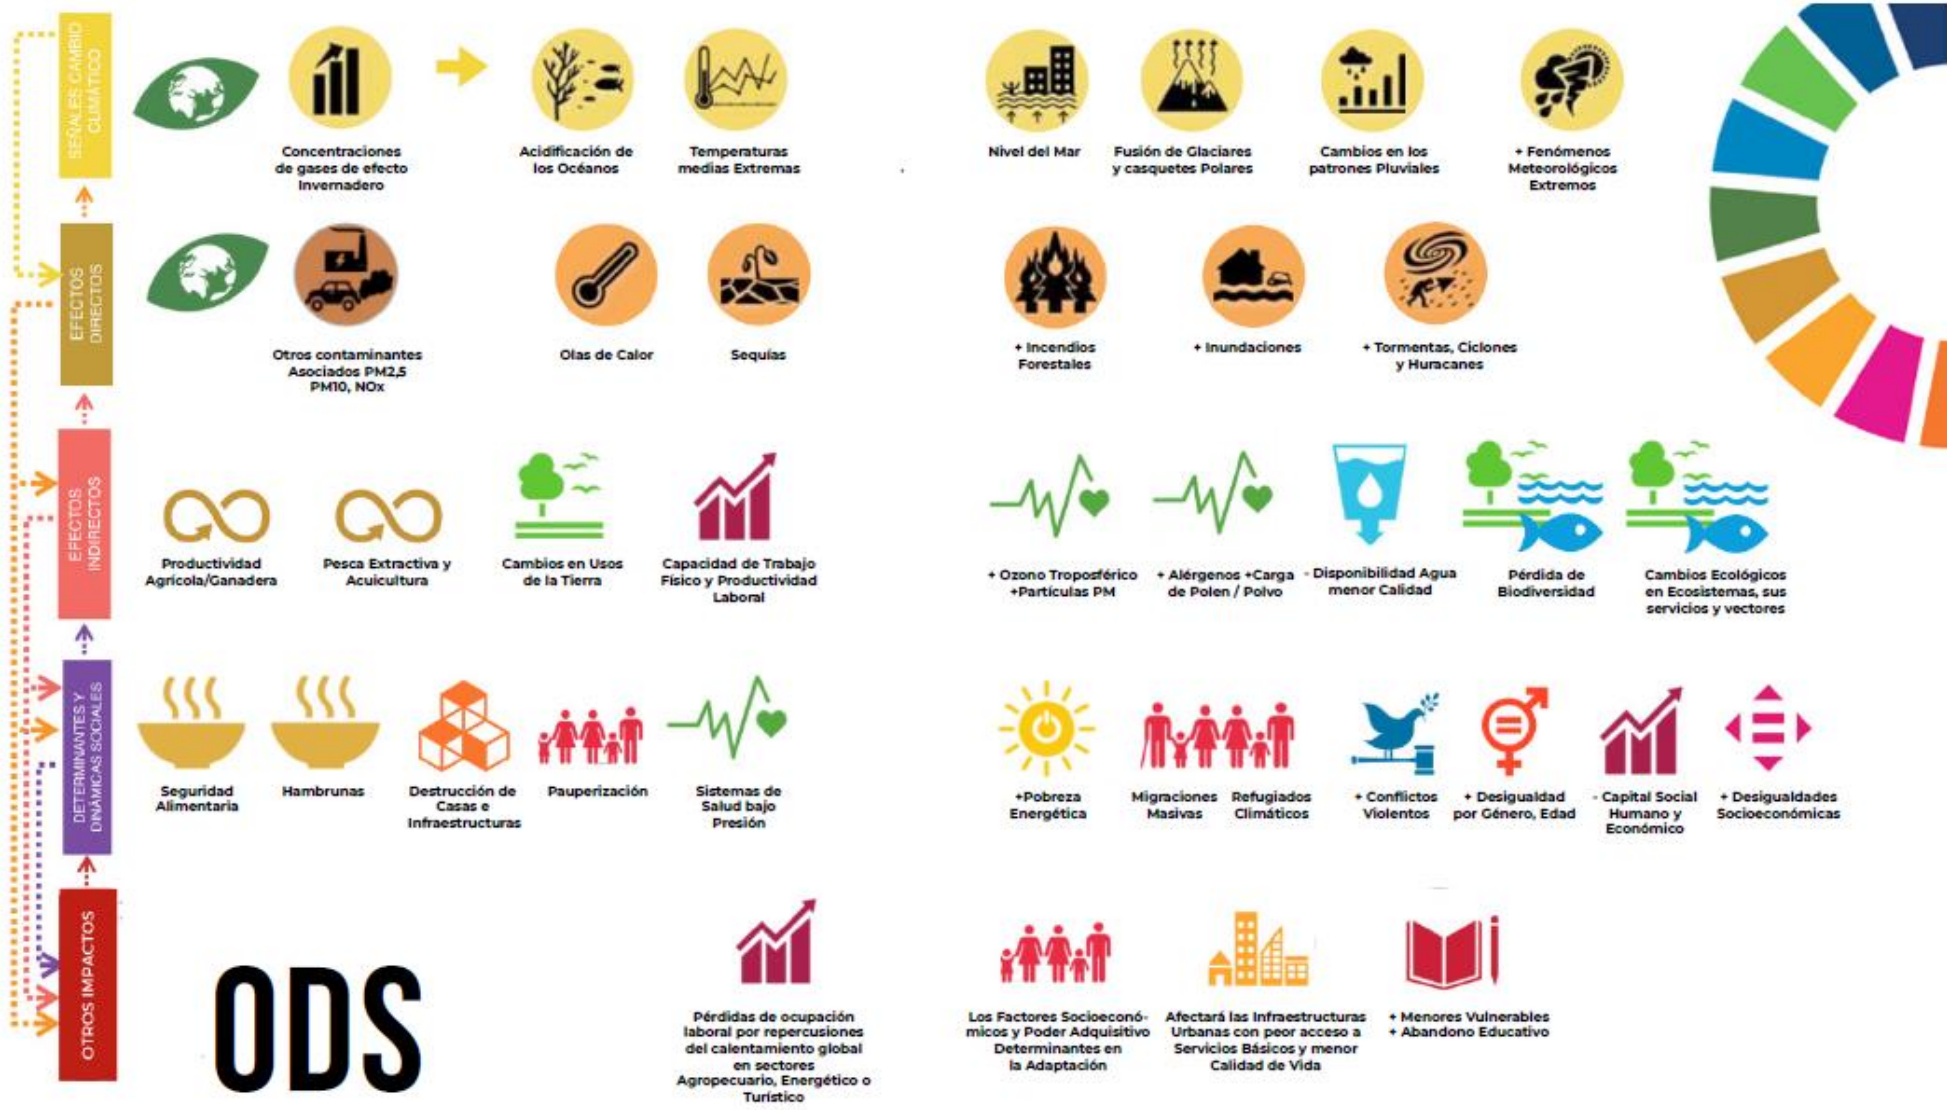 SEÑALES CAMBIO
CLIMÁTICO
Concentraciones
de gases de efecto
Invernadero
Acidificación de
los Océanos
Temperaturas
medias Extremas
Nivel del Mar
Fusión de Glaciares
y casquetes Polares
Cambios en los
patrones Pluviales
+ Fenómenos
Meteorológicos
Extremos
EFECTOS
DIRECTOS
Otros contaminantes
Asociados PM2,5
PM10, NOx
Olas de Calor
Sequías
+ Incendios
Forestales
+ Inundaciones
+ Tormentas, Ciclones
y Huracanes
EFECTOS
INDIRECTOS
Productividad
Agrícola/Ganadera
Pesca Extractiva y
Acuicultura
Cambios en Usos
de la Tierra
Capacidad de Trabajo
Físico y Productividad
Laboral
+ Ozono Troposférico
+Partículas PM
+ Alérgenos +Carga
de Polen / Polvo
- Disponibilidad Agua
menor Calidad
Pérdida de
Biodiversidad
Cambios Ecológicos
en Ecosistemas, sus
servicios y vectores
DETERMINANTES Y
DINÁMICAS SOCIALES
Seguridad
Alimentaria
Hambrunas
Destrucción de
Casas e
Infraestructuras
Pauperización
Sistemas de
Salud bajo
Presión
+Pobreza
Energética
Migraciones
Masivas
Refugiados
Climáticos
+ Conflictos
Violentos
+ Desigualdad
por Género, Edad
- Capital Social
Humano y
Económico
+ Desigualdades
Socioeconómicas
OTROS IMPACTOS
ODS
Pérdidas de ocupación
laboral por repercusiones
del calentamiento global
en sectores
Agropecuario, Energético o
Turístico
Los Factores Socioeconó-
micos y Poder Adquisitivo
Determinantes en
la Adaptación
Afectará las Infraestructuras
Urbanas con peor acceso a
Servicios Básicos y menor
Calidad de Vida
+ Menores Vulnerables
+ Abandono Educativo